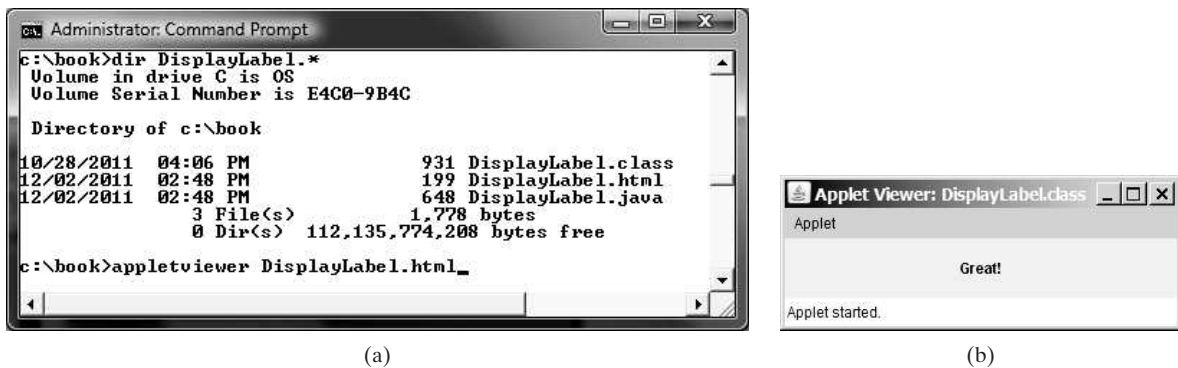 Administrator: Command Prompt
c:\book>dir DisplayLabel.*
Volume in drive C is OS
Volume Serial Number is E4C0-9B4C
Directory of c:\book
10/28/2011 04:06 PM 931 DisplayLabel.class
12/02/2011 02:48 PM 199 DisplayLabel.html
12/02/2011 02:48 PM 648 DisplayLabel.java
3 File(s) 1,778 bytes
0 Dir(s) 112,135,774,208 bytes free
c:\book>appletviewer DisplayLabel.html_
(a)
Applet Viewer: DisplayLabel.class
Applet
Great!
Applet started.
(b)